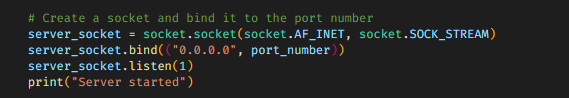 # Create a socket and bind it to the port number
server_socket = socket.socket(socket.AF_INET, socket.SOCK_STREAM)
server_socket.bind(("0.0.0.0", port_number))
server_socket.listen(1)
print("Server started")